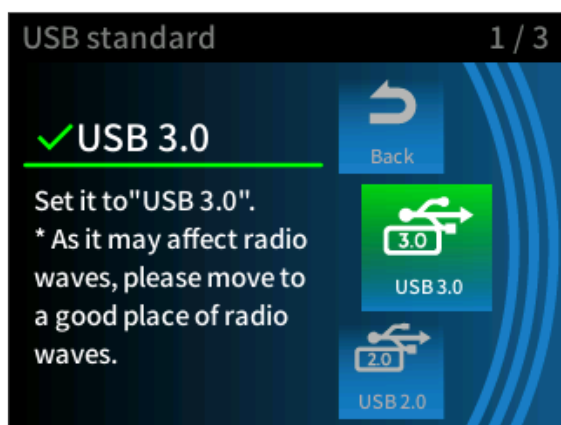 USB standard
1 / 3
✓USB 3.0
Set it to"USB 3.0".
* As it may affect radio
waves, please move to
a good place of radio
waves.
Back
3.0
USB 3.0
2.0
USB 2.0